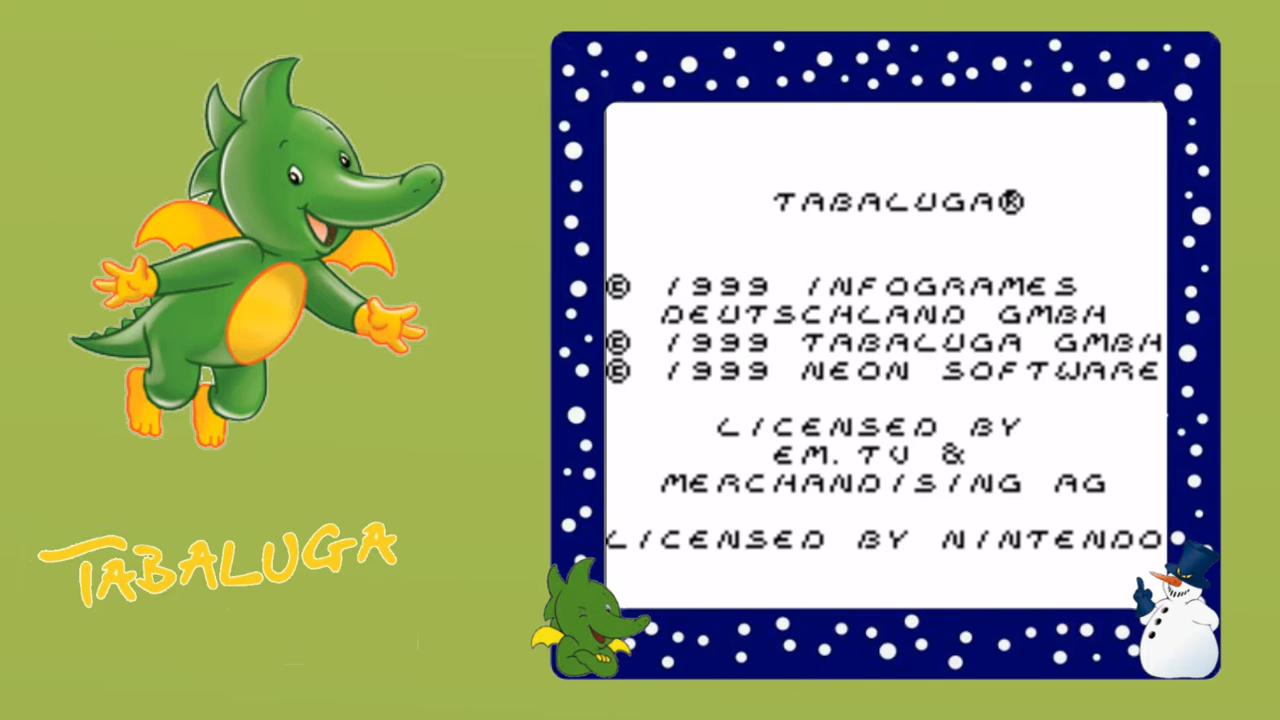 TABALUGA
TABALUGA®
© 1999 INFOGRAMES
DEUTSCHLAND GMBH
© 1999 TABALUGA GMBH
© 1999 NEON SOFTWARE
LICENSED BY
EM.TV &
MERCHANDISING AG
LICENSED BY NINTENDO